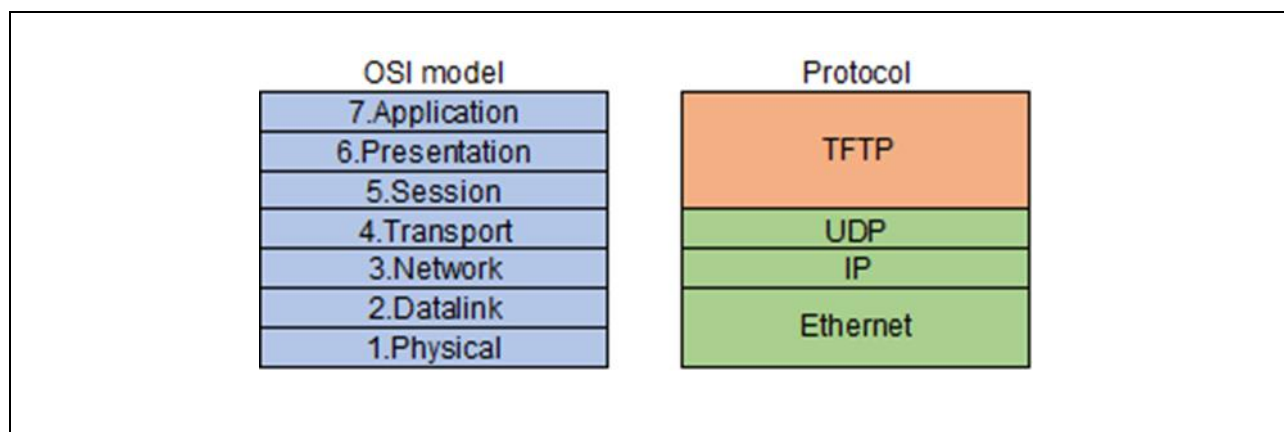 OSI model
7.Application
6.Presentation
5.Session
4.Transport
3.Network
2.Datalink
1.Physical
Protocol
TFTP
UDP
IP
Ethernet